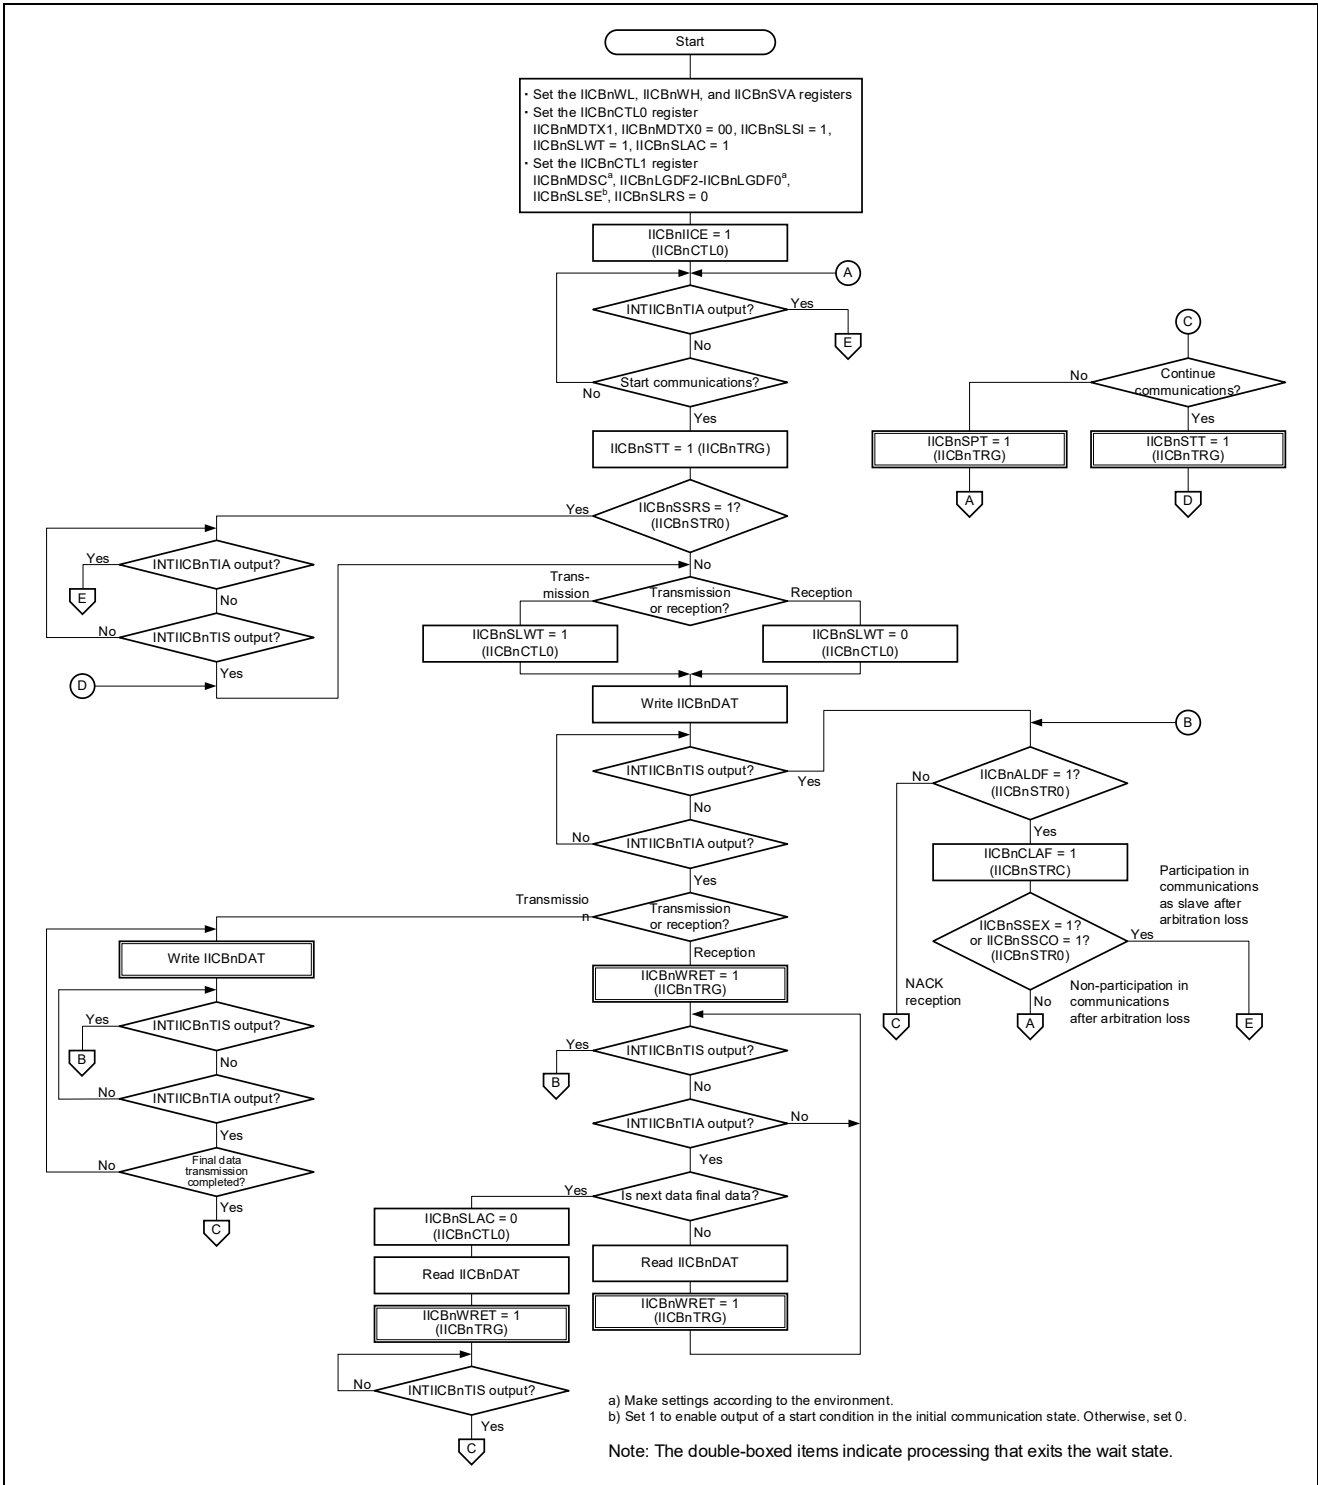 Start
・Set the IICBnWL, IICBnWH, and IICBnSVA registers
・Set the IICBnCTL0 register
IICBnMDTX1, IICBnMDTX0 = 00, IICBnSLSI = 1,
IICBnSLWT = 1, IICBnSLAC = 1
・Set the IICBnCTL1 register
IICBnMDSCa, IICBnLGDF2-IICBnLGDF0a,
IICBnSLSEb, IICBnSLRS = 0
IICBnIICE = 1
(IICBnCTL0)
A
INTIICBnTIA output?
Yes
E
No
Start communications?
No
Yes
C
Continue
communications?
No
Yes
IICBnSPT = 1
(IICBnTRG)
A
IICBnSTT = 1
(IICBnTRG)
D
IICBnSTT = 1 (IICBnTRG)
IICBnSSRS = 1?
(IICBnSTR0)
Yes
No
INTIICBnTIA output?
Yes
E
No
INTIICBnTIS output?
No
Yes
D
Trans-
mission
Transmission
or reception?
Reception
IICBnSLWT = 1
(IICBnCTL0)
IICBnSLWT = 0
(IICBnCTL0)
Write IICBnDAT
INTIICBnTIS output?
Yes
No
INTIICBnTIA output?
No
Yes
B
IICBnALDF = 1?
(IICBnSTR0)
No
Yes
IICBnCLAF = 1
(IICBnSTRC)
IICBnSSEX = 1?
or IICBnSSCO = 1?
(IICBnSTR0)
Participation in
communications
as slave after
arbitration loss
Yes
No
NACK
reception
Non-participation in
communications
after arbitration loss
C
A
E
Transmissio
n
Transmission
or reception?
Reception
Write IICBnDAT
INTIICBnTIS output?
Yes
B
No
INTIICBnTIA output?
No
Yes
Final data
transmission
completed?
No
Yes
C
IICBnWRET = 1
(IICBnTRG)
INTIICBnTIS output?
Yes
B
No
INTIICBnTIA output?
No
Yes
Is next data final data?
Yes
No
IICBnSLAC = 0
(IICBnCTL0)
Read IICBnDAT
IICBnWRET = 1
(IICBnTRG)
Read IICBnDAT
IICBnWRET = 1
(IICBnTRG)
INTIICBnTIS output?
No
Yes
C
a) Make settings according to the environment.
b) Set 1 to enable output of a start condition in the initial communication state. Otherwise, set 0.
Note: The double-boxed items indicate processing that exits the wait state.